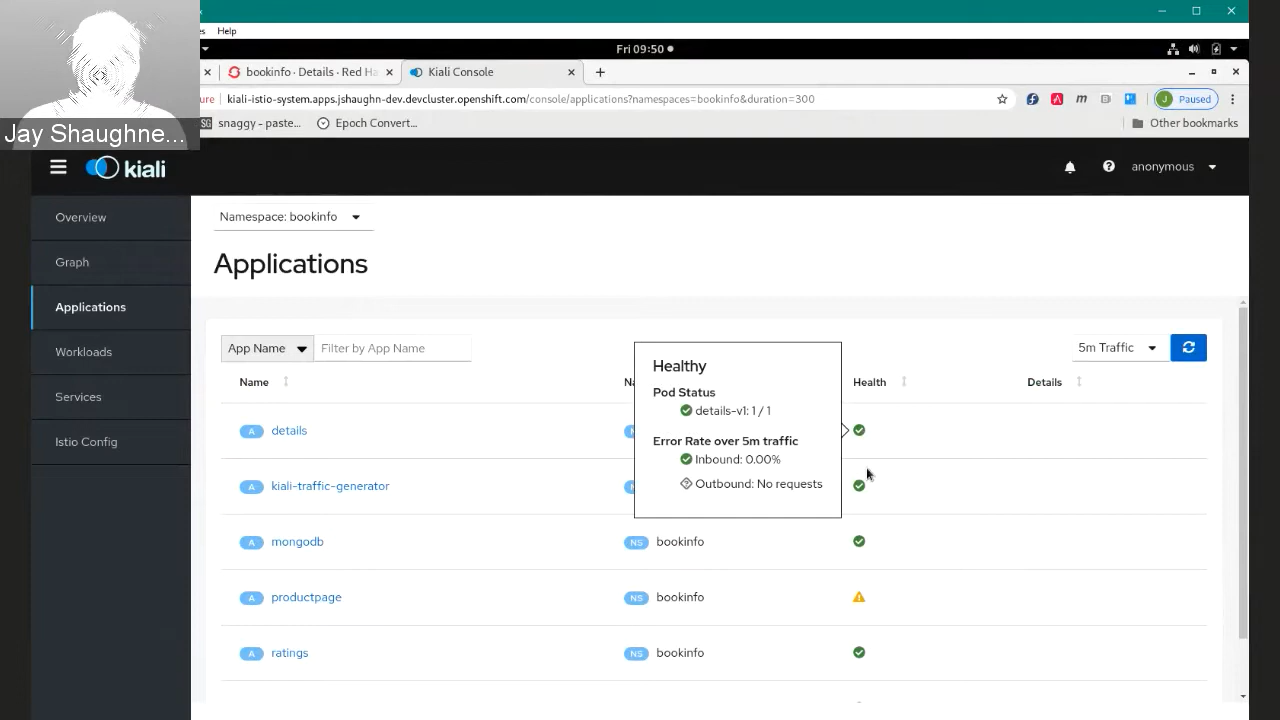 Jay Shaughne...
es Help
Fri 09:50
bookinfo · Details · Red Ha
Kiali Console
ure kiali-istio-system.apps.jshaughn-dev.devcluster.openshift.com/console/applications?namespaces=bookinfo&duration=300
J Paused
SG snaggy - paste...
Epoch Convert...
Other bookmarks
kiali
anonymous
Overview
Graph
Applications
Workloads
Services
Istio Config
Namespace: bookinfo
Applications
App Name
Filter by App Name
5m Traffic
Name
Na
Health
Details
A details
N
A kiali-traffic-generator
N
A mongodb
NS bookinfo
A productpage
NS bookinfo
A ratings
NS bookinfo
Healthy
Pod Status
details-v1: 1 / 1
Error Rate over 5m traffic
Inbound: 0.00%
Outbound: No requests